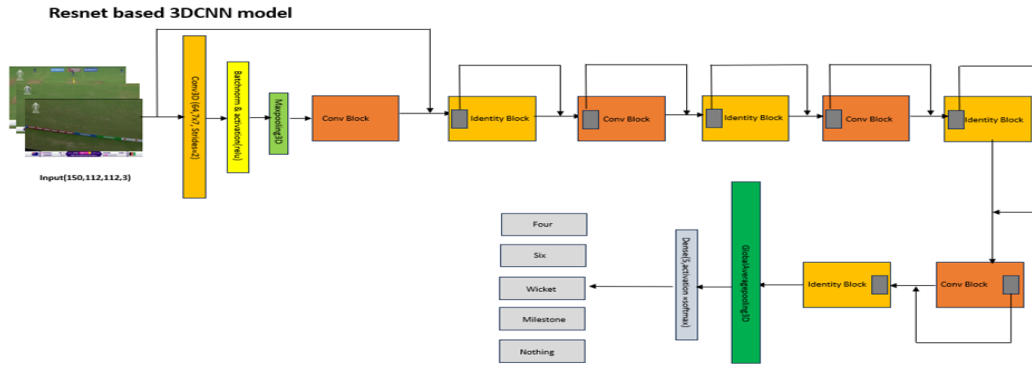 Resnet based 3DCNN model
Input(150,112,112,3)
Conv3D (64,7x7, Strides=2)
Batchnorm & activation(relu)
Maxpooling3D
Conv Block
Identity Block
Conv Block
Identity Block
Conv Block
Identity Block
Conv Block
Identity Block
GlobalAveragepooling3D
Dense(5,activation =softmax)
Four
Six
Wicket
Milestone
Nothing